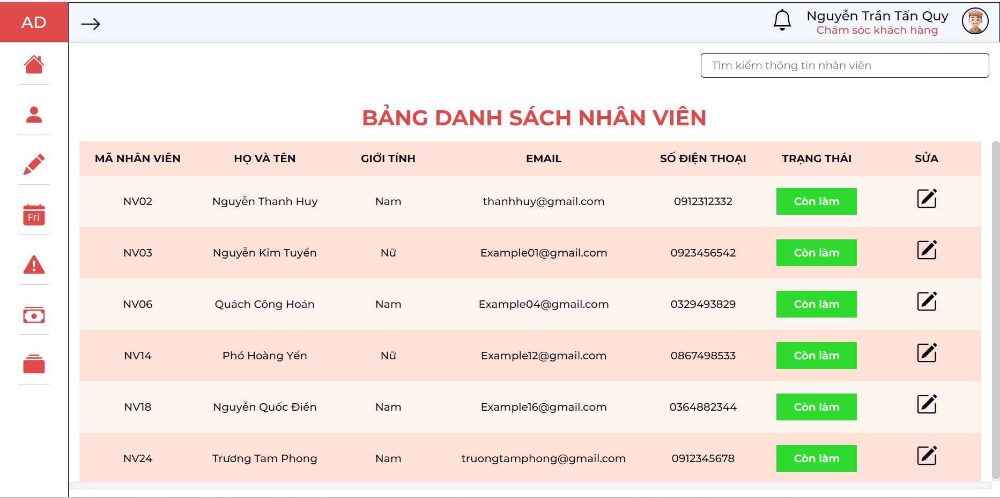 AD
Nguyễn Trần Tấn Quy
Chăm sóc khách hàng
Tìm kiếm thông tin nhân viên
BẢNG DANH SÁCH NHÂN VIÊN
MÃ NHÂN VIÊN HỌ VÀ TÊN GIỚI TÍNH EMAIL SỐ ĐIỆN THOẠI TRẠNG THÁI SỬA
NV02 Nguyễn Thanh Huy Nam thanhhuy@gmail.com 0912312332 Còn làm
Fri
NV03 Nguyễn Kim Tuyền Nữ Example01@gmail.com 0923456542 Còn làm
NV06 Quách Công Hoán Nam Example04@gmail.com 0329493829 Còn làm
NV14 Phó Hoàng Yến Nữ Example12@gmail.com 0867498533 Còn làm
NV18 Nguyễn Quốc Điền Nam Example16@gmail.com 0364882344 Còn làm
NV24 Trương Tam Phong Nam truongtamphong@gmail.com 0912345678 Còn làm